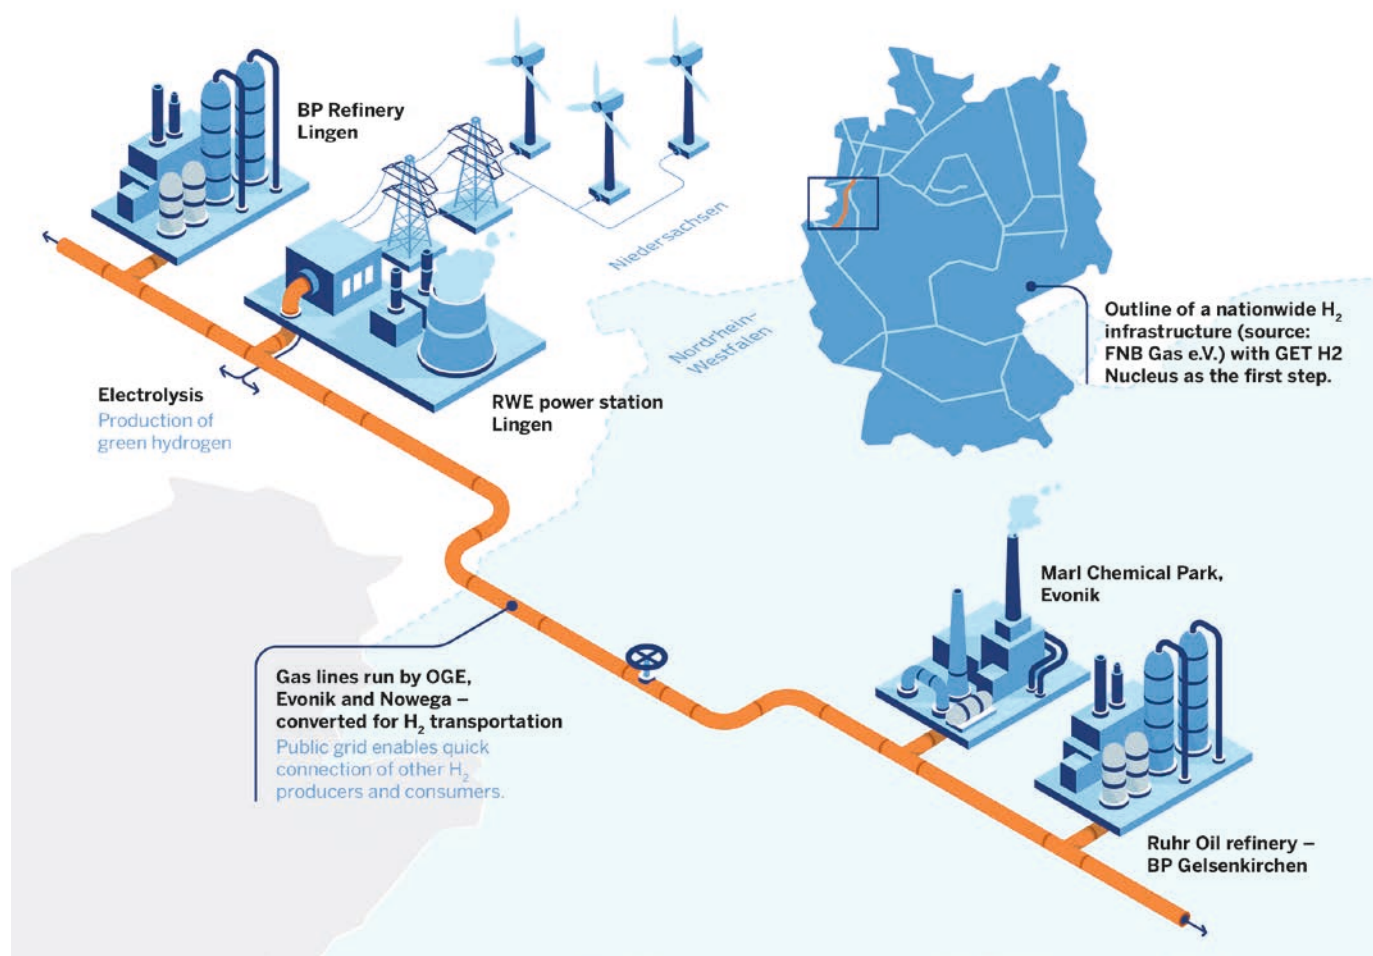 BP Refinery
Lingen
Niedersachsen
Nordrhein-
Westfalen
Outline of a nationwide H₂
infrastructure (source:
FNB Gas e.V.) with GET H2
Nucleus as the first step.
Electrolysis
Production of
green hydrogen
RWE power station
Lingen
Marl Chemical Park,
Evonik
Gas lines run by OGE,
Evonik and Nowega –
converted for H₂ transportation
Public grid enables quick
connection of other H₂
producers and consumers.
Ruhr Oil refinery –
BP Gelsenkirchen